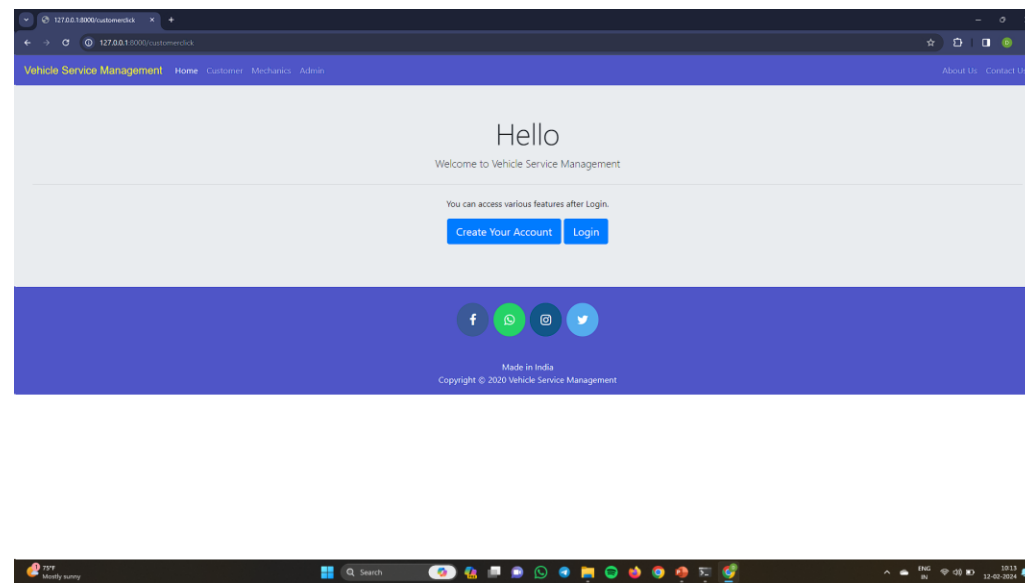 127.0.0.1:8000/customerclick
127.0.0.1:8000/customerclick
Vehicle Service Management Home Customer Mechanics Admin About Us Contact Us
Hello
Welcome to Vehicle Service Management
You can access various features after Login.
Create Your Account Login
Made in India
Copyright © 2020 Vehicle Service Management
75°F
Mostly sunny
Search
ENG
IN
10:13
12-02-2024